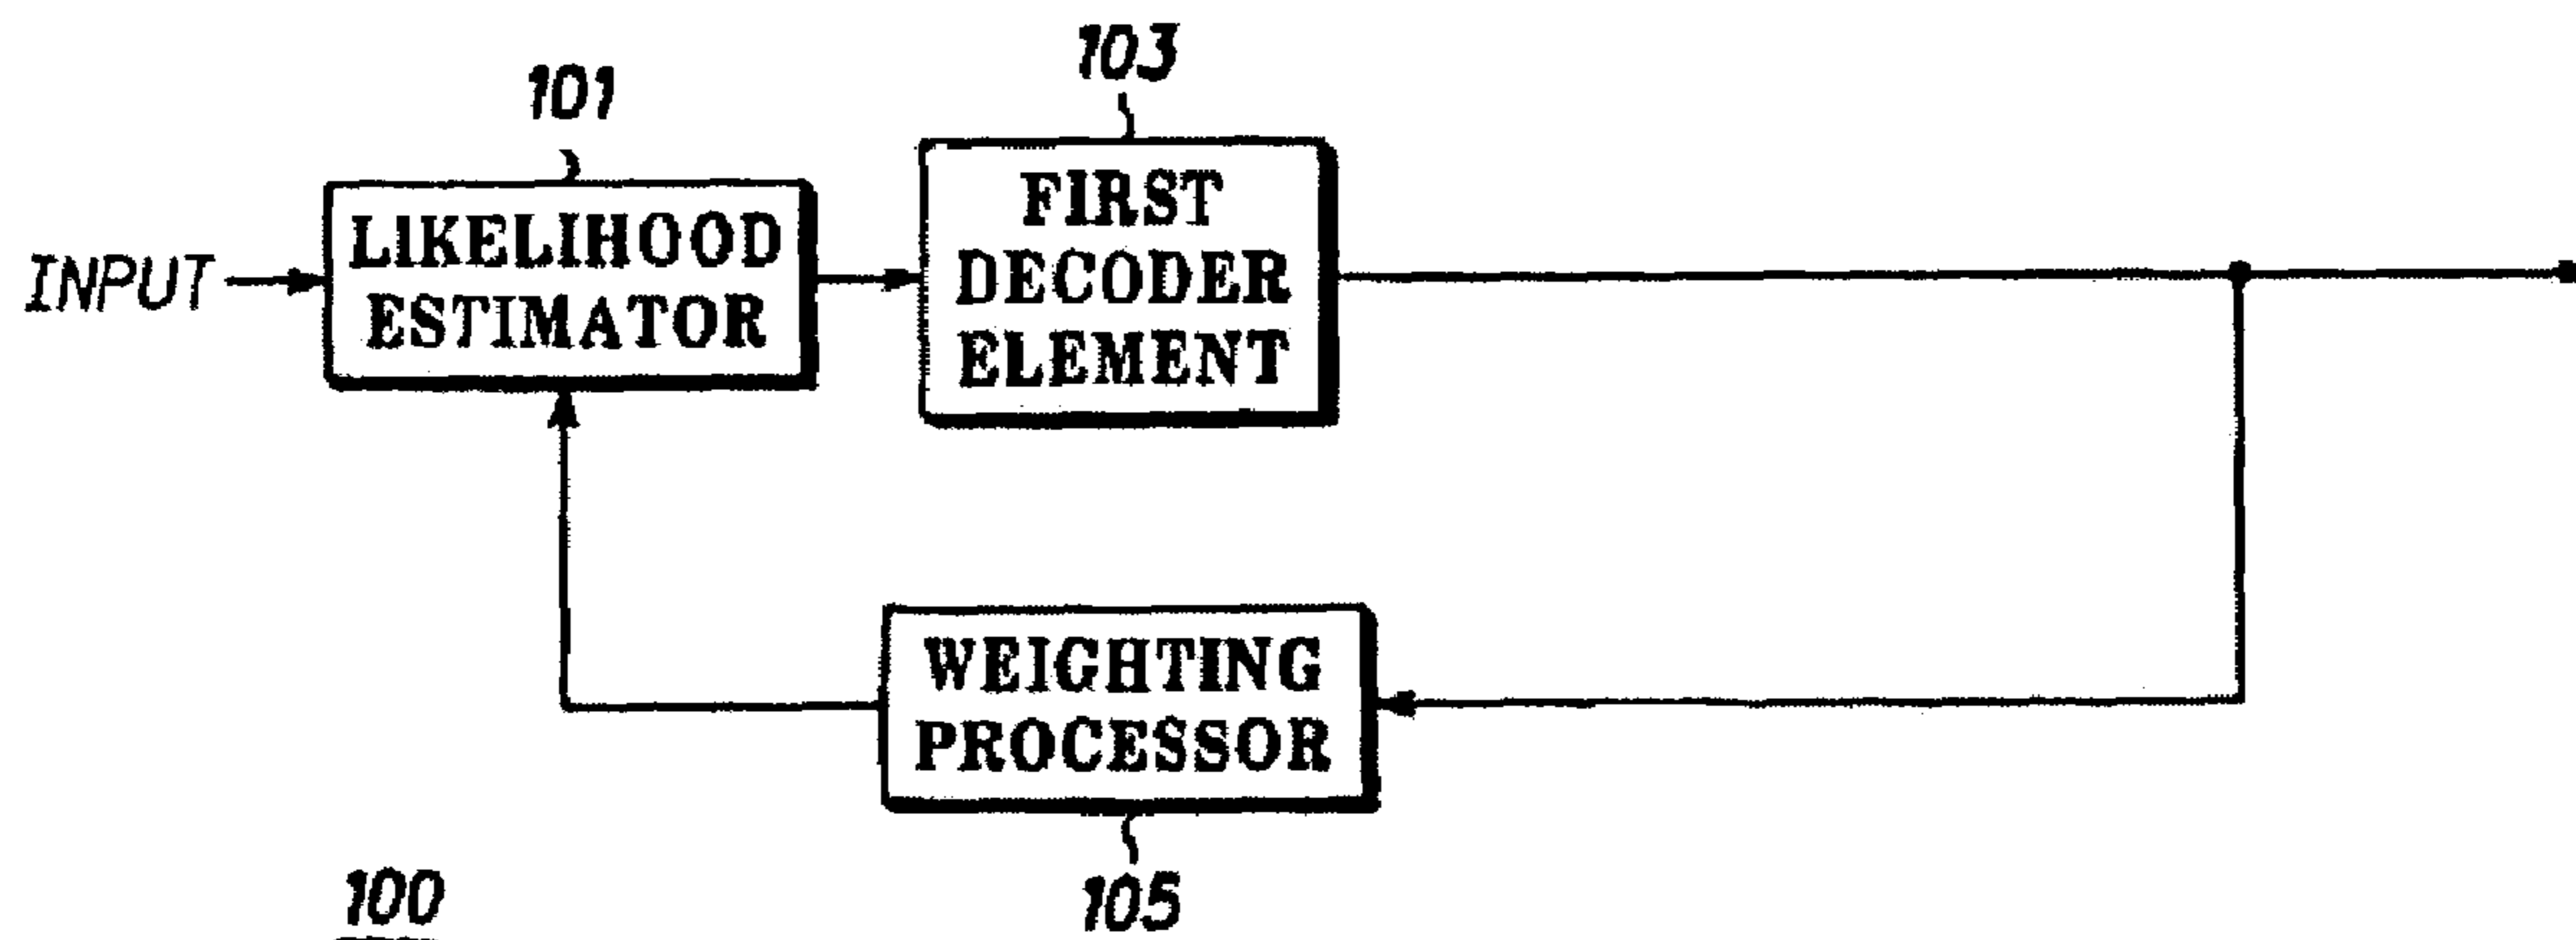 101
103
INPUT
LIKELIHOOD
ESTIMATOR
FIRST
DECODER
ELEMENT
WEIGHTING
PROCESSOR
100
105